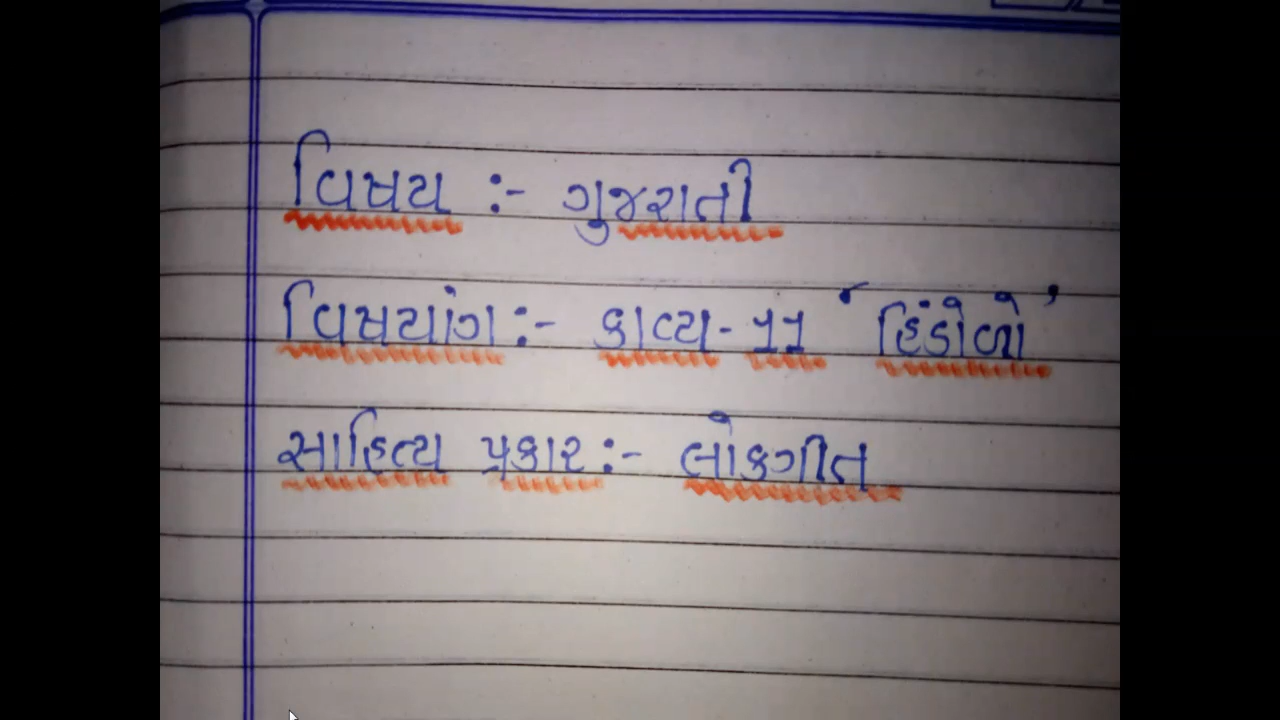 વિષય :- ગુજરાતી
વિષયાંગ :- કાવ્ય - ૧૧ ' હિંડોળો '
સાહિત્ય પ્રકાર :- લોકગીત